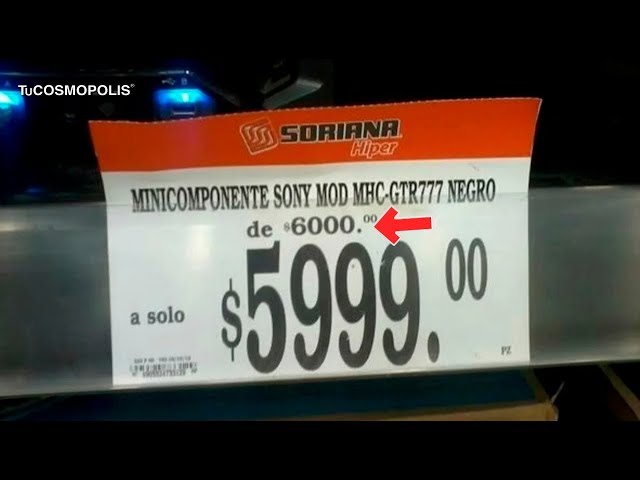 TuCOSMOPOLIS®
SORIANA
Hiper
MINICOMPONENTE SONY MOD MHC-GTR777 NEGRO
de $6000.00
a solo $5999.00
PZ